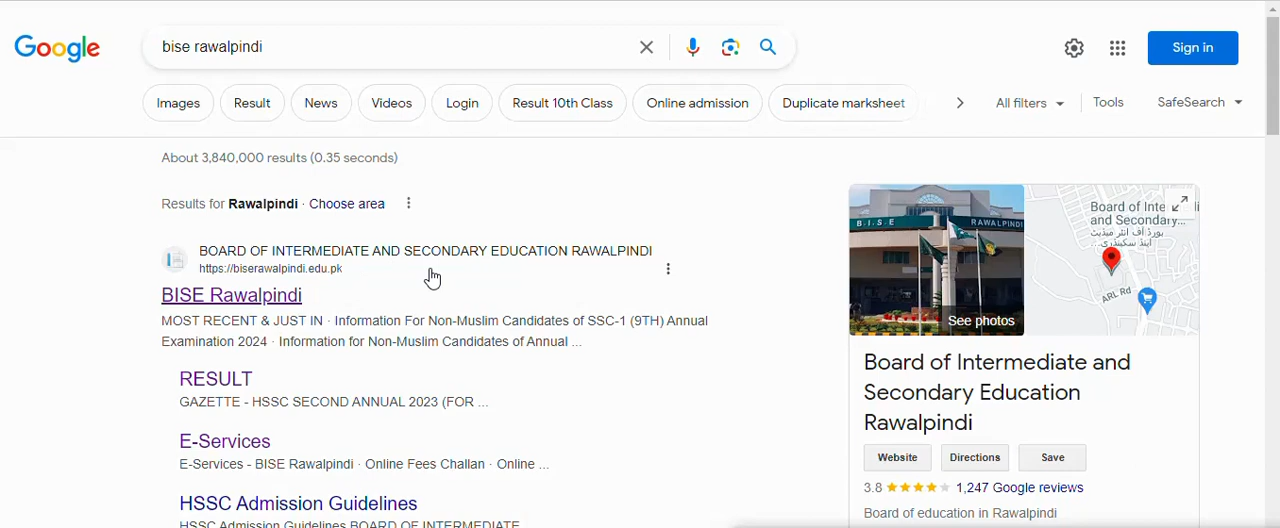 Google
bise rawalpindi
Sign in
Images
Result
News
Videos
Login
Result 10th Class
Online admission
Duplicate marksheet
All filters
Tools
SafeSearch
About 3,840,000 results (0.35 seconds)
Results for Rawalpindi · Choose area
BOARD OF INTERMEDIATE AND SECONDARY EDUCATION RAWALPINDI
https://biserawalpindi.edu.pk
BISE Rawalpindi
MOST RECENT & JUST IN · Information For Non-Muslim Candidates of SSC-1 (9TH) Annual
Examination 2024 · Information for Non-Muslim Candidates of Annual ...
RESULT
GAZETTE - HSSC SECOND ANNUAL 2023 (FOR ...
E-Services
E-Services - BISE Rawalpindi · Online Fees Challan · Online ...
HSSC Admission Guidelines
HSSC Admission Guidelines BOARD OF INTERMEDIATE
B.I.S.E RAWALPINDI
See photos
Board of Inte
and Secondary...
بورڈ آف انٹر میڈیٹ
اینڈ سیکنڈری...
ARL Rd
Board of Intermediate and
Secondary Education
Rawalpindi
Website
Directions
Save
3.8 1,247 Google reviews
Board of education in Rawalpindi